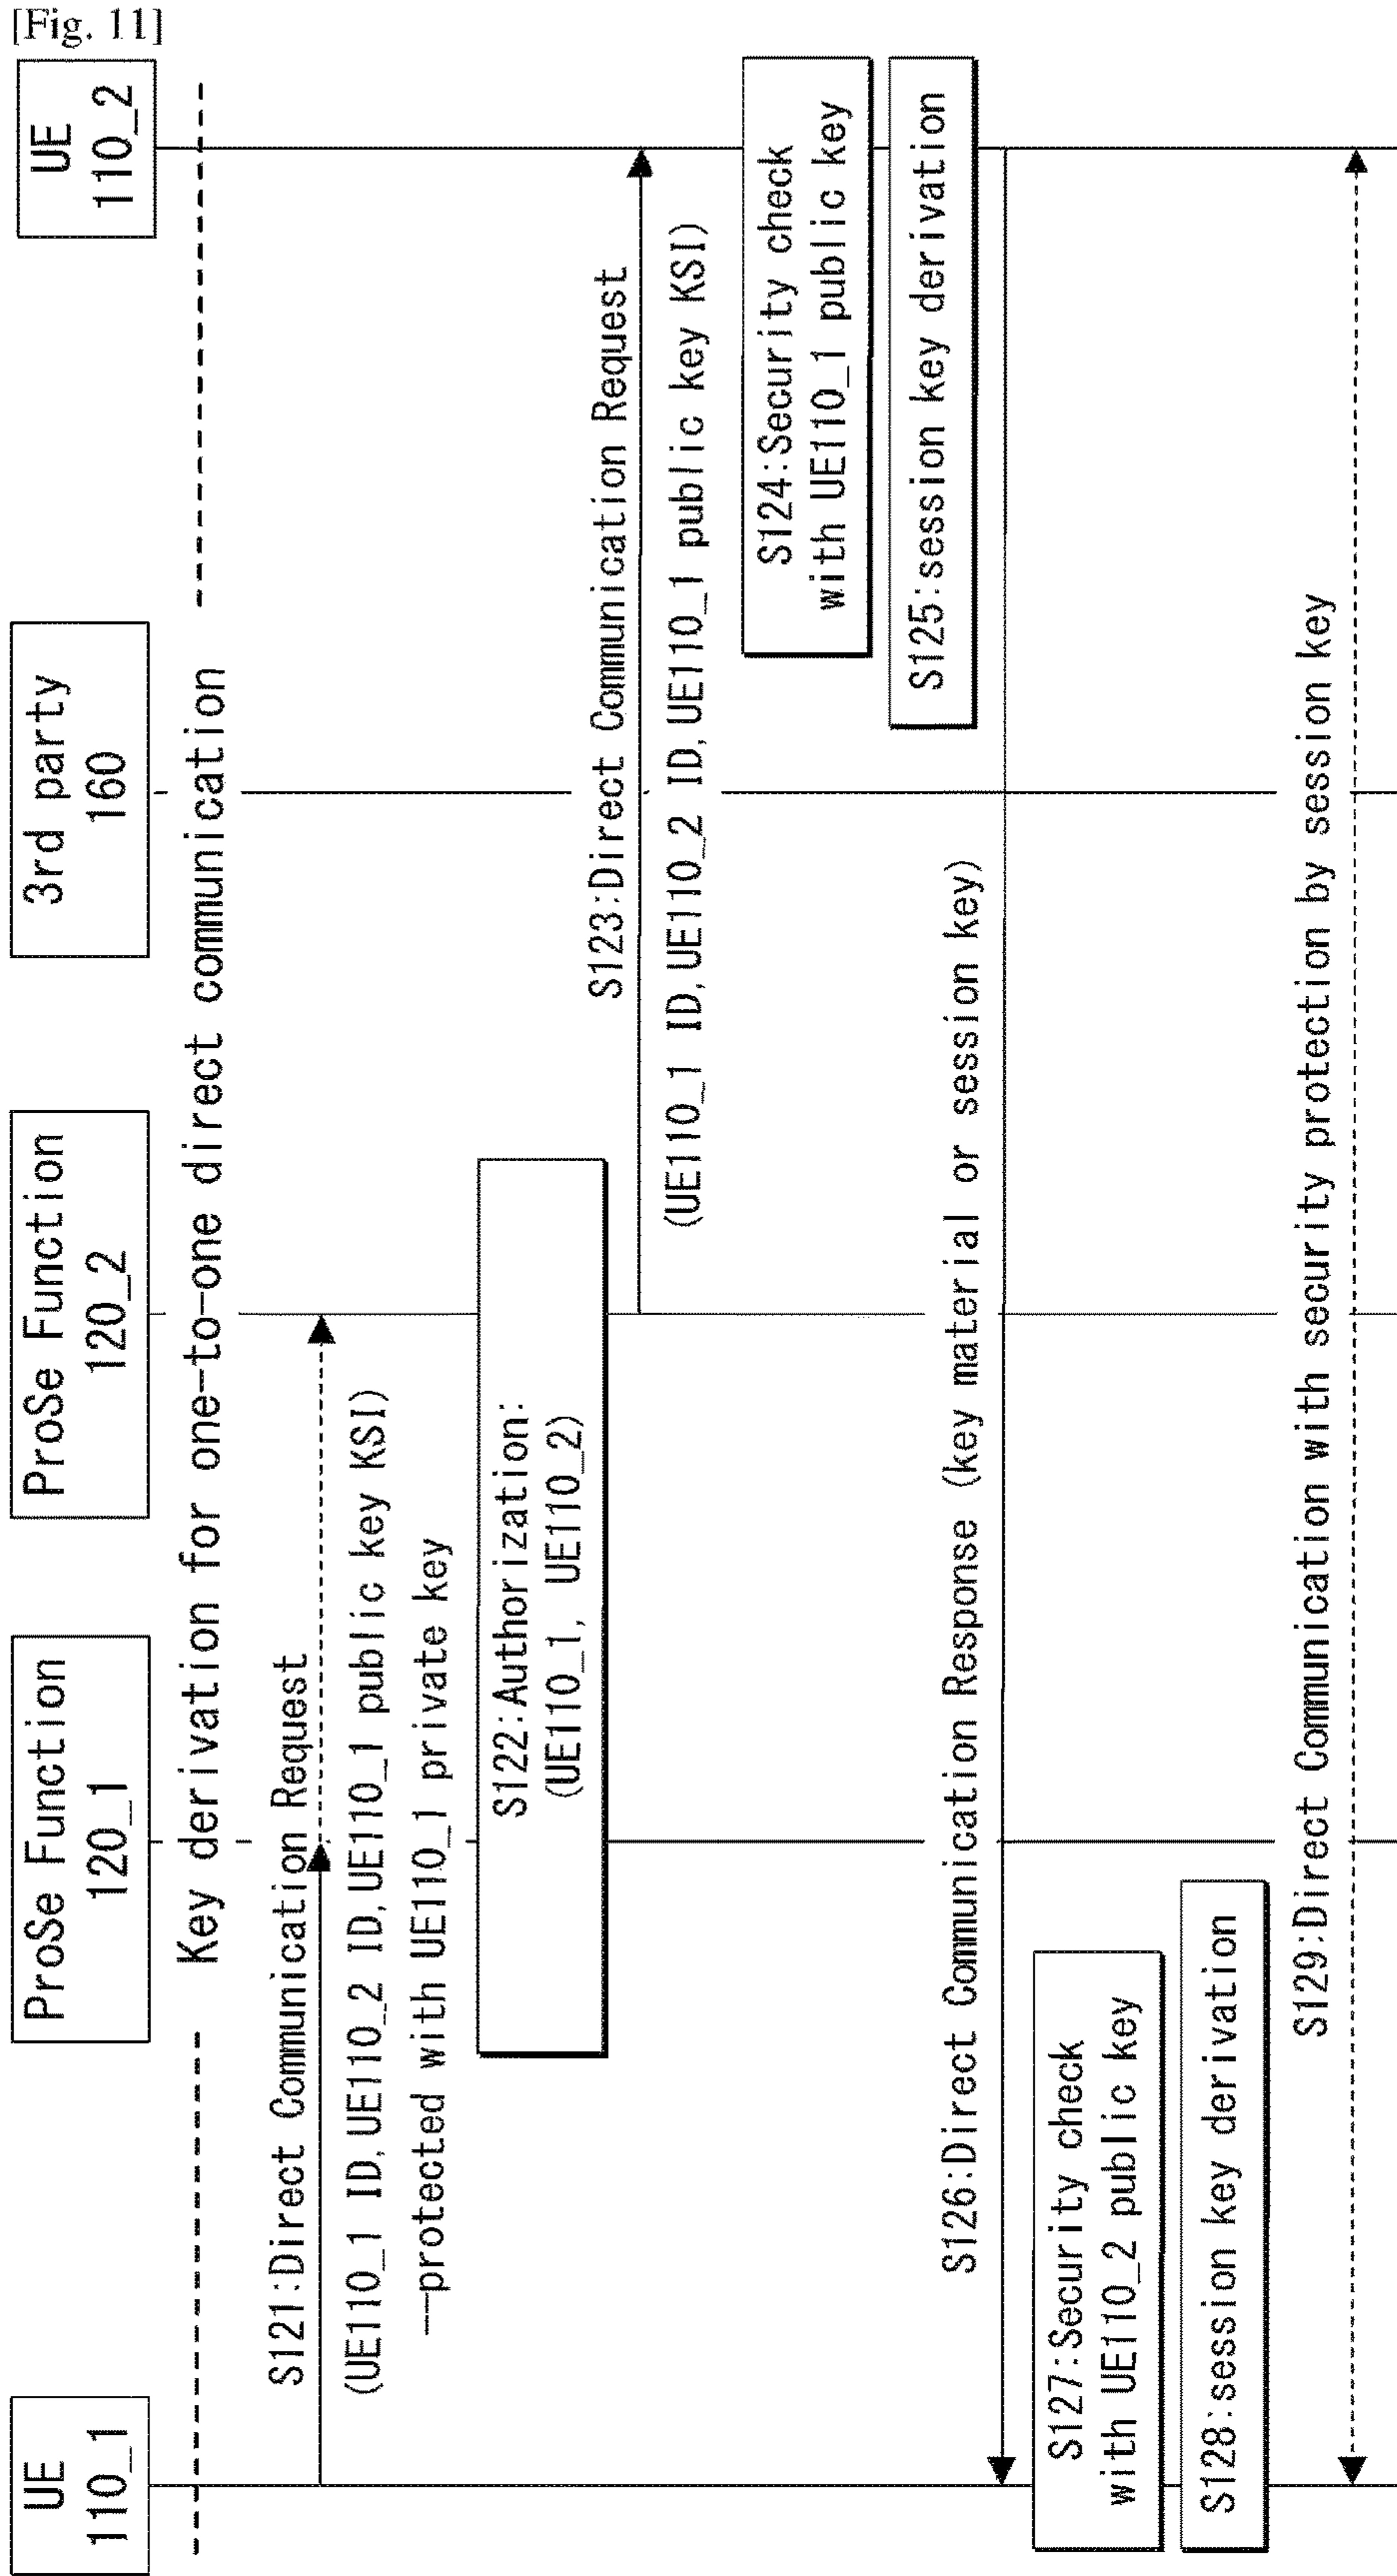 [Fig. 11]
UE
110_1
ProSe Function
120_1
ProSe Function
120_2
3rd party
160
UE
110_2
Key derivation for one-to-one direct communication
S121:Direct Communication Request
(UE110_1 ID,UE110_2 ID,UE110_1 public key KSI)
--protected with UE110_1 private key
S122:Authorization:
(UE110_1, UE110_2)
S123:Direct Communication Request
(UE110_1 ID,UE110_2 ID,UE110_1 public key KSI)
S124:Security check
with UE110_1 public key
S125:session key derivation
S126:Direct Communication Response (key material or session key)
S127:Security check
with UE110_2 public key
S128:session key derivation
S129:Direct Communication with security protection by session key